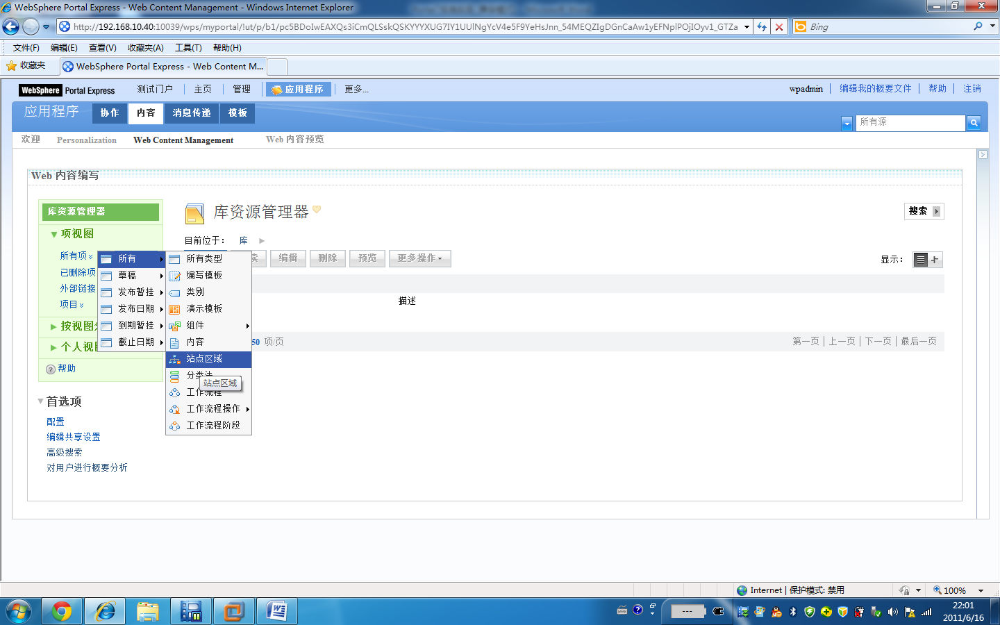 WebSphere Portal Express - Web Content Management - Windows Internet Explorer
http://192.168.10.40:10039/wps/myportal/lut/p/b1/pc5BDoIwEAXQs3iCmQLSskQSKYYYXUG7IY1UUlNgYcV4e5F9YeHsJnn_54MEQZIgDGnCaAw1yEFNplPOjIOyv1_GTZa
Bing
文件(F) 编辑(E) 查看(V) 收藏夹(A) 工具(T) 帮助(H)
收藏夹 WebSphere Portal Express - Web Content M...
WebSphere Portal Express 测试门户 主页 管理 应用程序 更多...
wpadmin 编辑我的概要文件 帮助 注销
应用程序 协作 内容 消息传递 模板
所有源
欢迎 Personalization Web Content Management Web 内容预览
Web 内容编写
库资源管理器
项视图
所有项
已删除项
外部链接
项目
按视图
个人视
帮助
首选项
配置
编辑共享设置
高级搜索
对用户进行概要分析
所有
草稿
发布暂挂
发布日期
到期暂挂
截止日期
所有类型
编写模板
类别
演示模板
组件
内容
站点区域
分类法
站点区域
工作流程
工作流程操作
工作流程阶段
库资源管理器
搜索
目前位于： 库
编辑 删除 预览 更多操作
显示：
描述
50 项/页
第一页 上一页 下一页 最后一页
Internet | 保护模式: 禁用
100%
22:01
2011/6/16